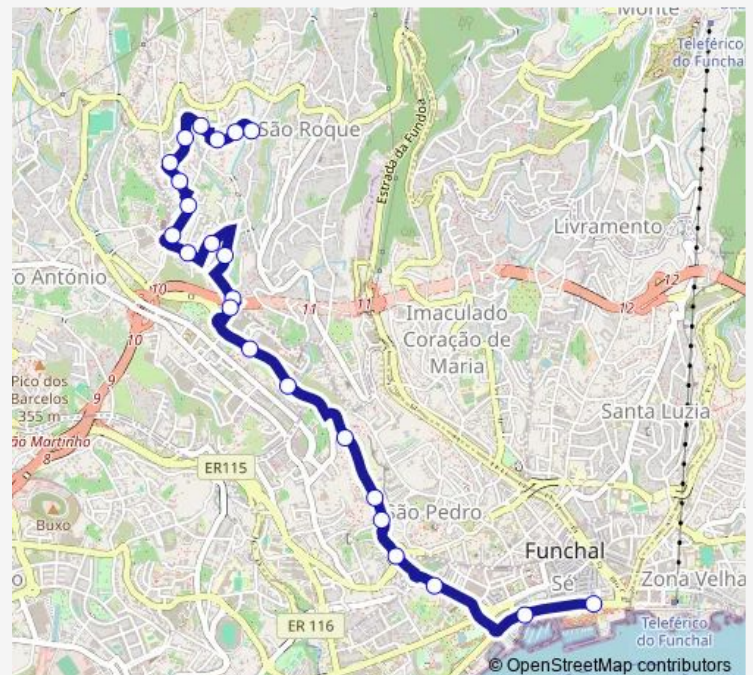 Monte
Teleférico
do Funcha
São Roque
Estrada da Fundoa
Livramento
o António
10
11
11
12
12
10
Imaculado
Coração de
Maria
9
Pico dos
Barcelos
355 m
9
ão Martinho
8
Santa Luzia
ER115
São Pedro
Buxo
Funchal
Sé
Zona Velha
o
ER 116
Teleférico
do Funchal
© OpenStreetMap contributors